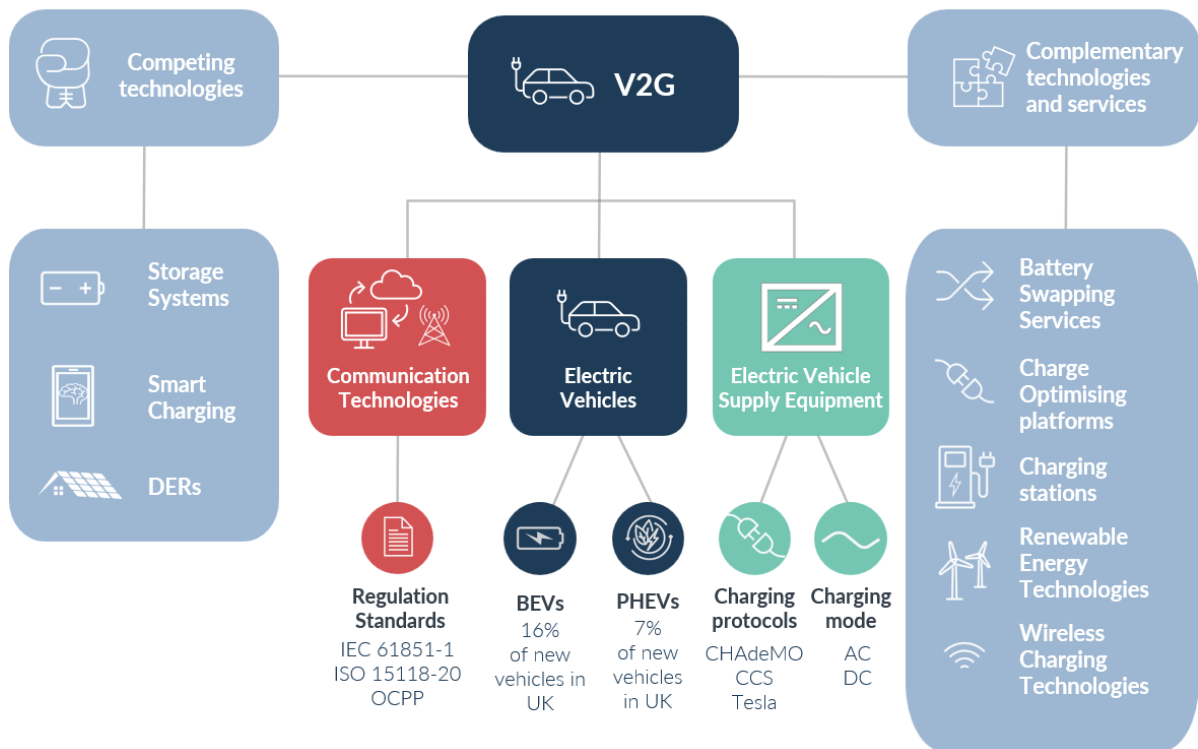 Competing
technologies
V2G
Complementary
technologies
and services
Storage
Systems
Smart
Charging
DERs
Communication
Technologies
Electric
Vehicles
Electric Vehicle
Supply Equipment
Regulation
Standards
IEC 61851-1
ISO 15118-20
OCPP
BEVs
16%
of new
vehicles in
UK
PHEVs
7%
of new
vehicles
in UK
Charging
protocols
CHAdeMO
CCS
Tesla
Charging
mode
AC
DC
Battery
Swapping
Services
Charge
Optimising
platforms
Charging
stations
Renewable
Energy
Technologies
Wireless
Charging
Technologies